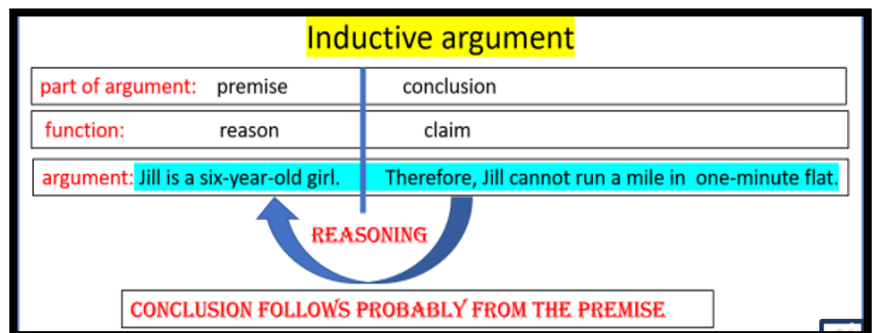 Inductive argument
part of argument: premise conclusion
function: reason claim
argument: Jill is a six-year-old girl. Therefore, Jill cannot run a mile in one-minute flat.
REASONING
CONCLUSION FOLLOWS PROBABLY FROM THE PREMISE